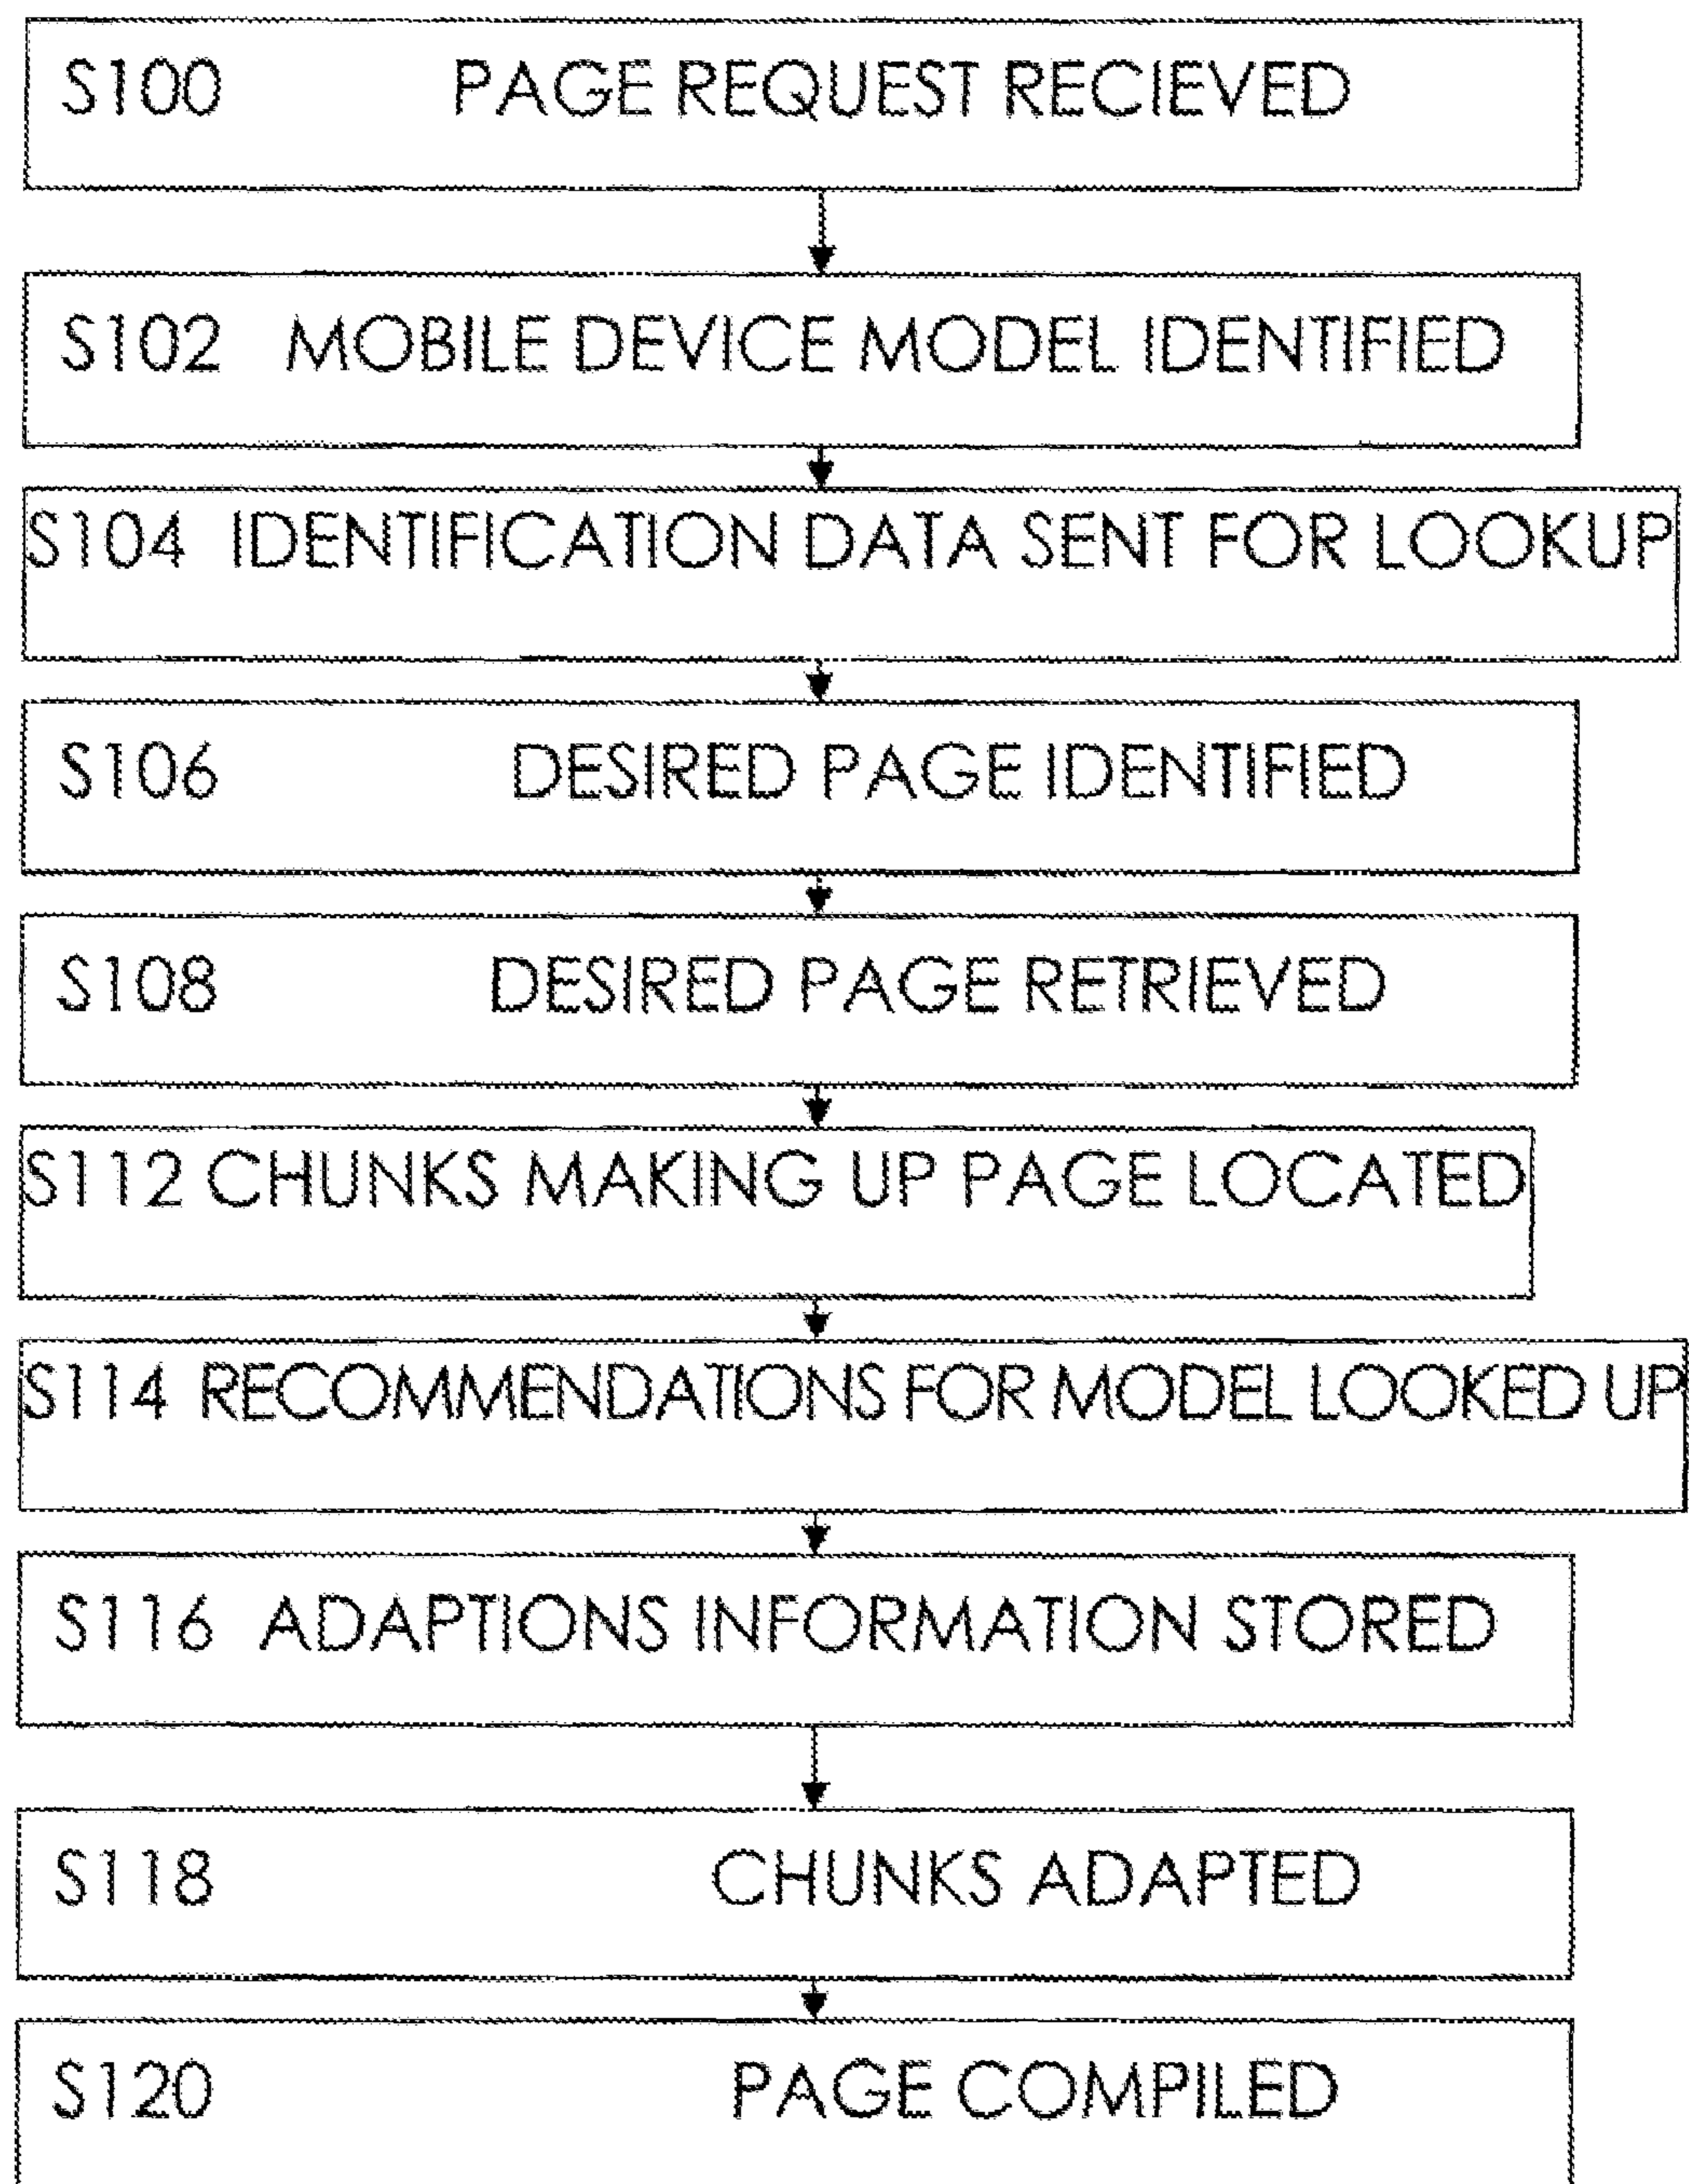 S100 PAGE REQUEST RECIEVED
S102 MOBILE DEVICE MODEL IDENTIFIED
S104 IDENTIFICATION DATA SENT FOR LOOKUP
S106 DESIRED PAGE IDENTIFIED
S108 DESIRED PAGE RETRIEVED
S112 CHUNKS MAKING UP PAGE LOCATED
S114 RECOMMENDATIONS FOR MODEL LOOKED UP
S116 ADAPTIONS INFORMATION STORED
S118 CHUNKS ADAPTED
S120 PAGE COMPILED